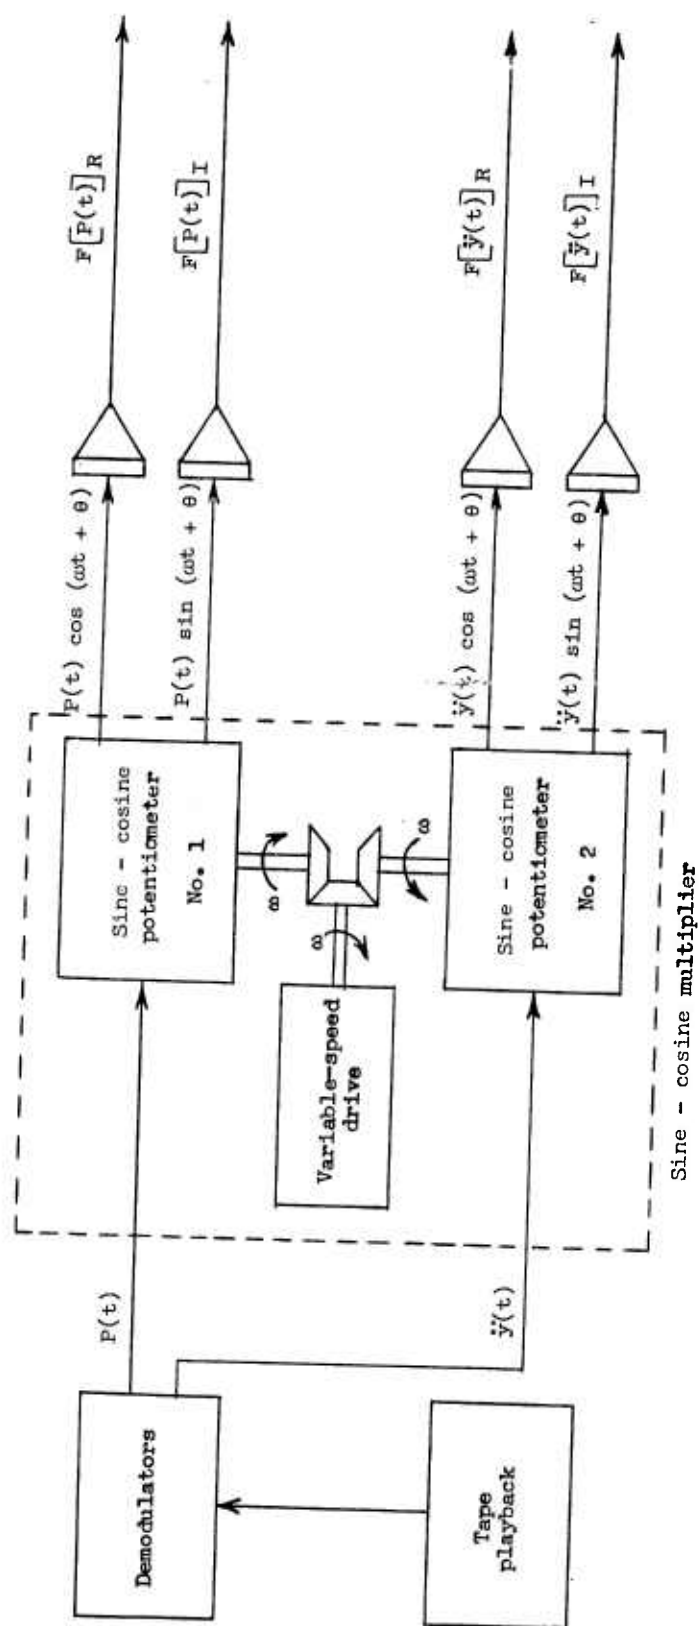 Tape
playback
Demodulators
P(t)
ÿ(t)
Variable-speed
drive
ω
ω
ω
Sine - cosine
potentiometer
No. 1
Sine - cosine
potentiometer
No. 2
Sine - cosine multiplier
P(t) cos (ωt + θ)
P(t) sin (ωt + θ)
ÿ(t) cos (ωt + θ)
ÿ(t) sin (ωt + θ)
F[P(t)]R
F[P(t)]I
F[ÿ(t)]R
F[ÿ(t)]I